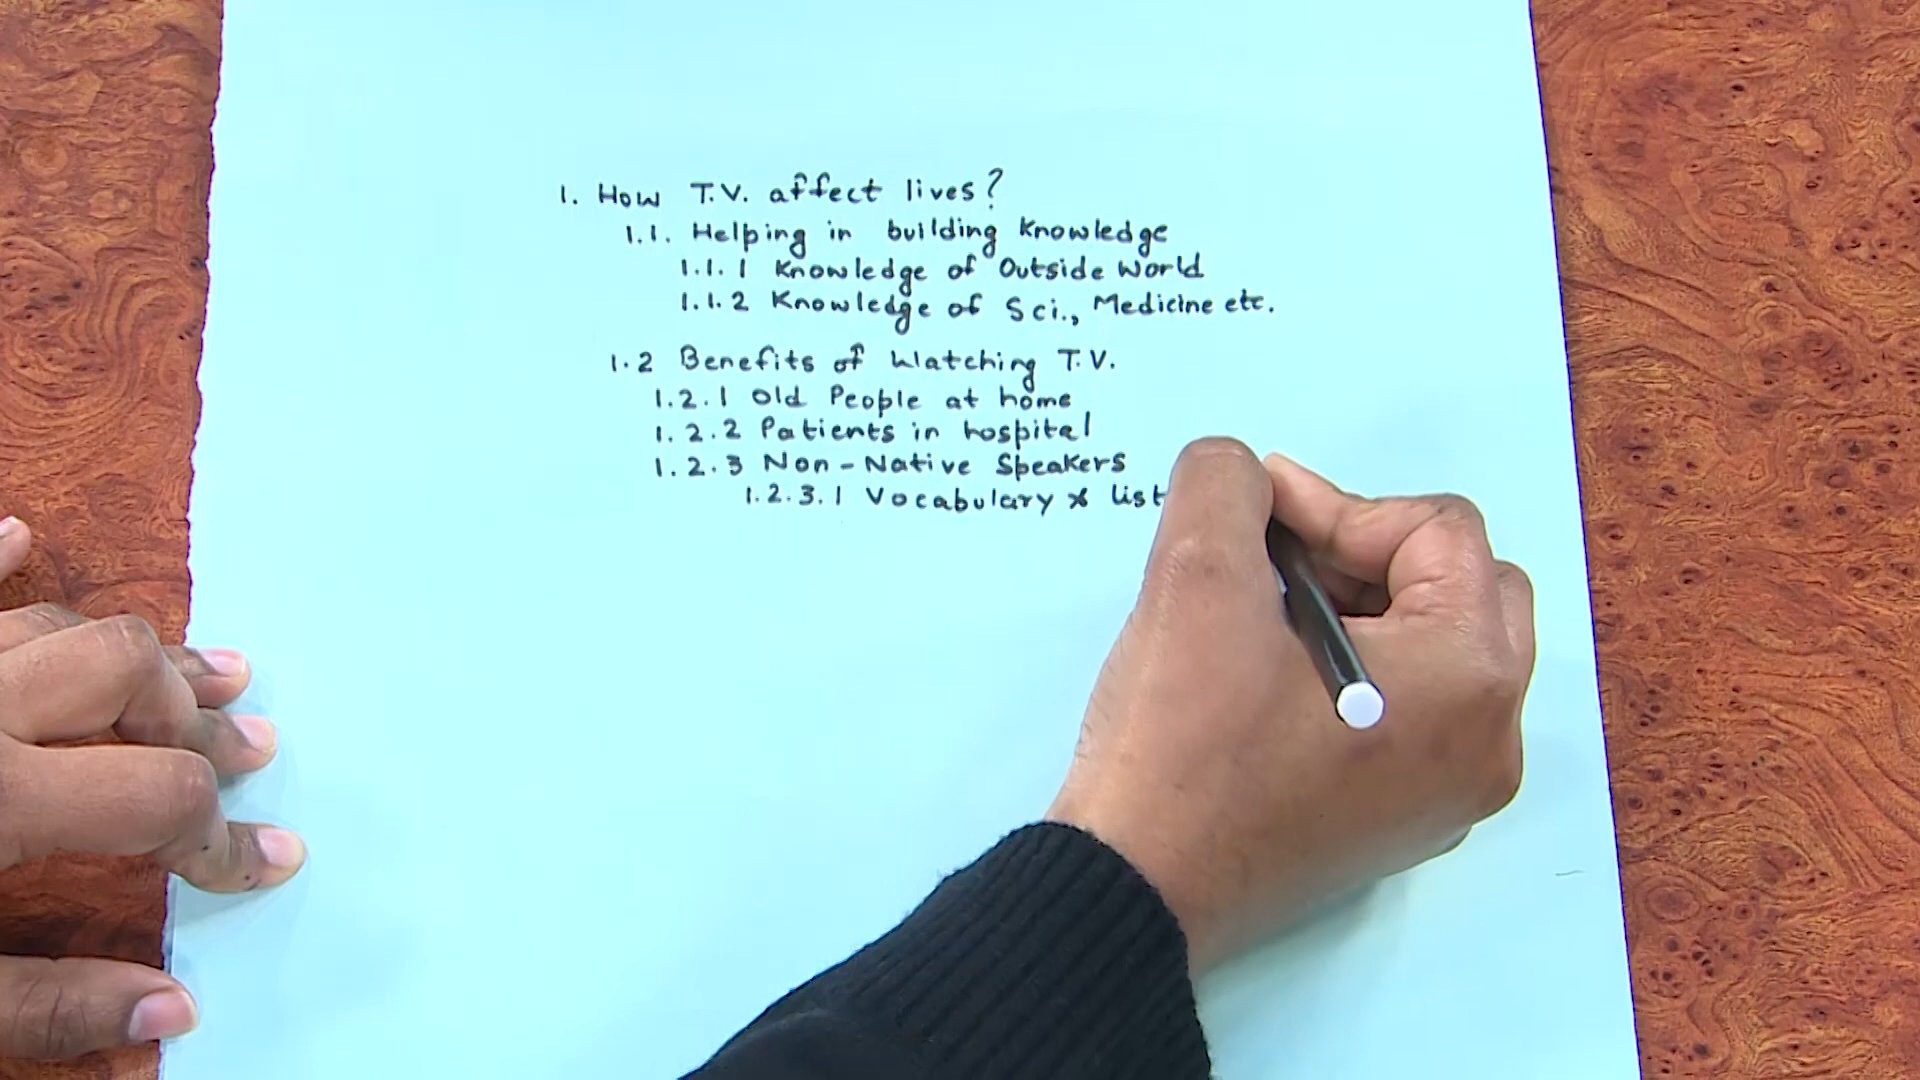 1. How T.V. affect lives?
1.1. Helping in building knowledge
1.1.1 Knowledge of Outside World
1.1.2 Knowledge of Sci., Medicine etc.
1.2 Benefits of Watching T.V.
1.2.1 Old People at home
1.2.2 Patients in hospital
1.2.3 Non-Native Speakers
1.2.3.1 Vocabulary & list